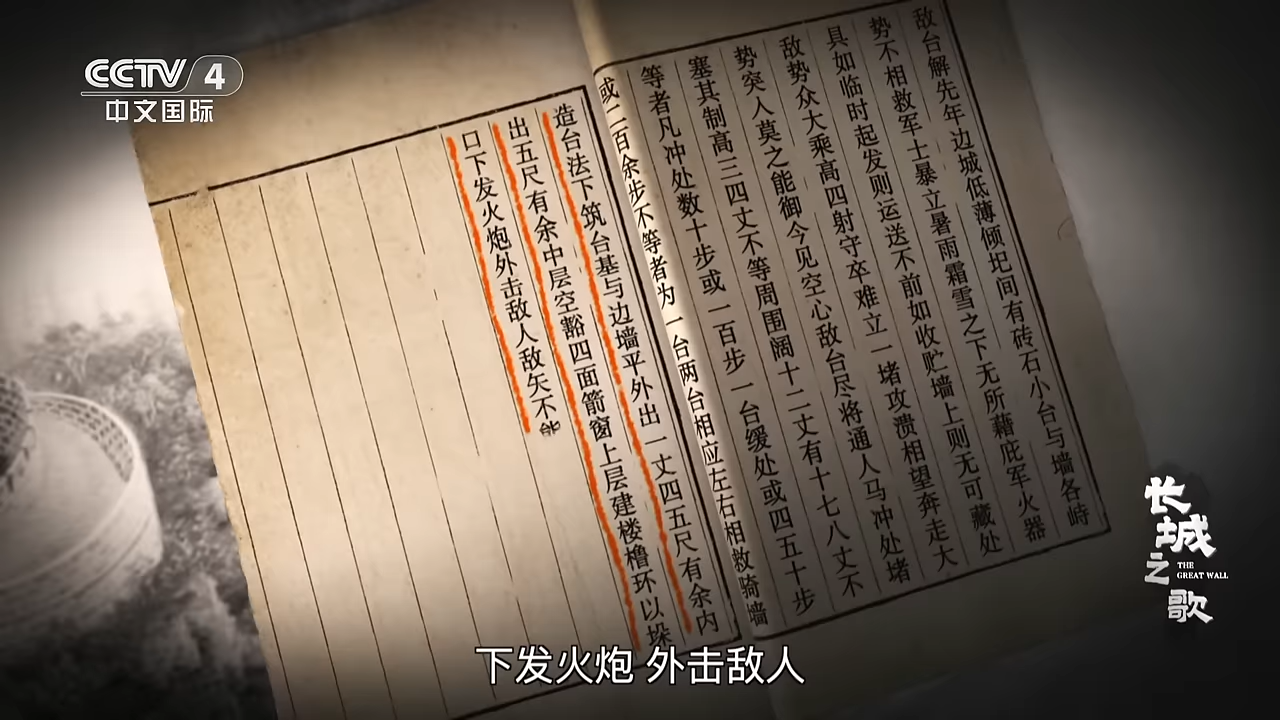 CCTV 4
中文国际
敌台解先年边城低薄倾圮间有砖石小台与墙各峙
势不相救军士暴立暑雨霜雪之下无所藉庇军火器
具如临时起发则运送不前如收贮墙上则无可藏处
敌势众大乘高四射守卒难立一堵攻溃相望奔走大
势突人莫之能御今见空心敌台尽将通人马冲处堵
塞其制高三四丈不等周围阔十二丈有十七八丈不
等者凡冲处数十步或一百步一台缓处或四五十步
或二百余步不等者为一台两台相应左右相救骑墙
造台法下筑台基与边墙平外出一丈四五尺有余内
出五尺有余中层空豁四面箭窗上层建楼橹环以垛
口下发火炮外击敌人敌矢不能
长城之歌
THE
GREAT WALL
下发火炮 外击敌人